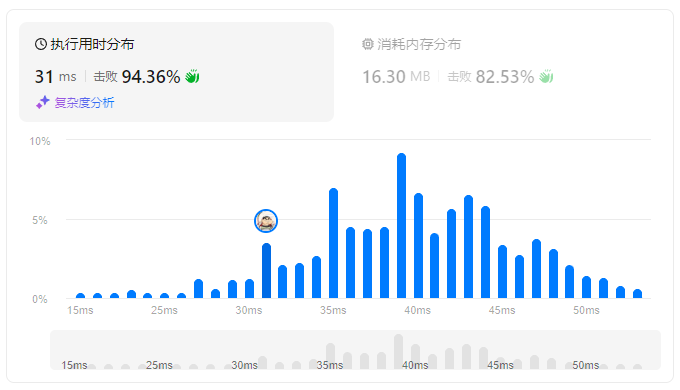 执行用时分布
31 ms 击败 94.36%
复杂度分析
消耗内存分布
16.30 MB 击败 82.53%
10%
5%
0%
15ms 25ms 35ms 40ms 45ms 50ms
15ms 25ms 30ms 35ms 40ms 45ms 50ms